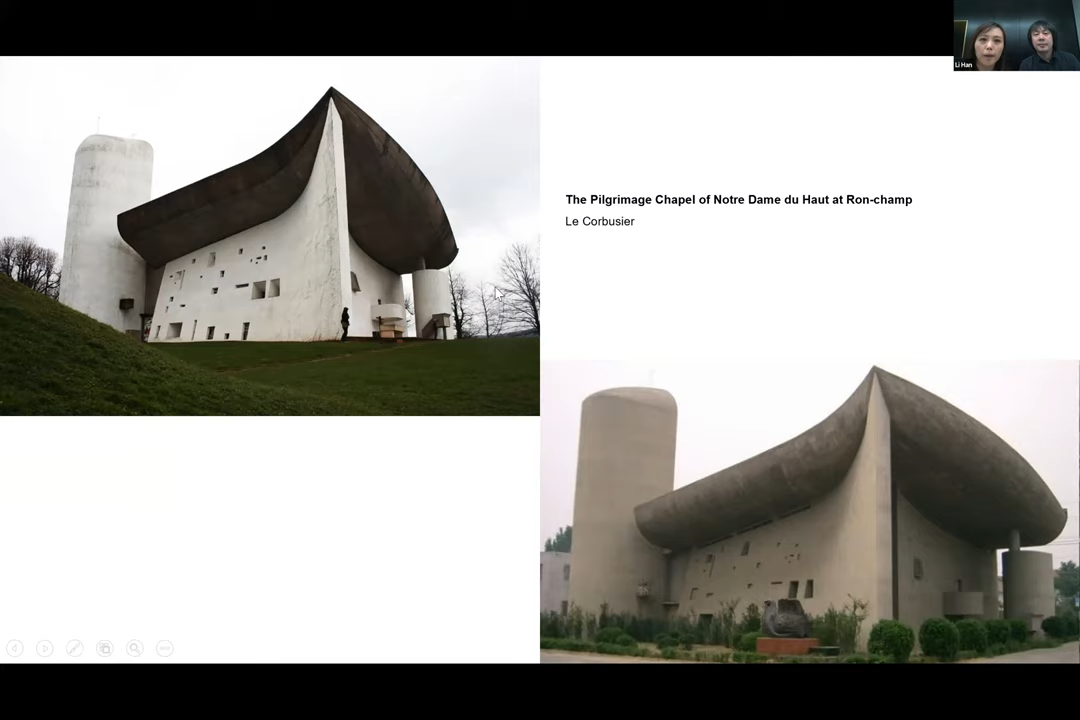 Li Han
The Pilgrimage Chapel of Notre Dame du Haut at Ron-champ
Le Corbusier